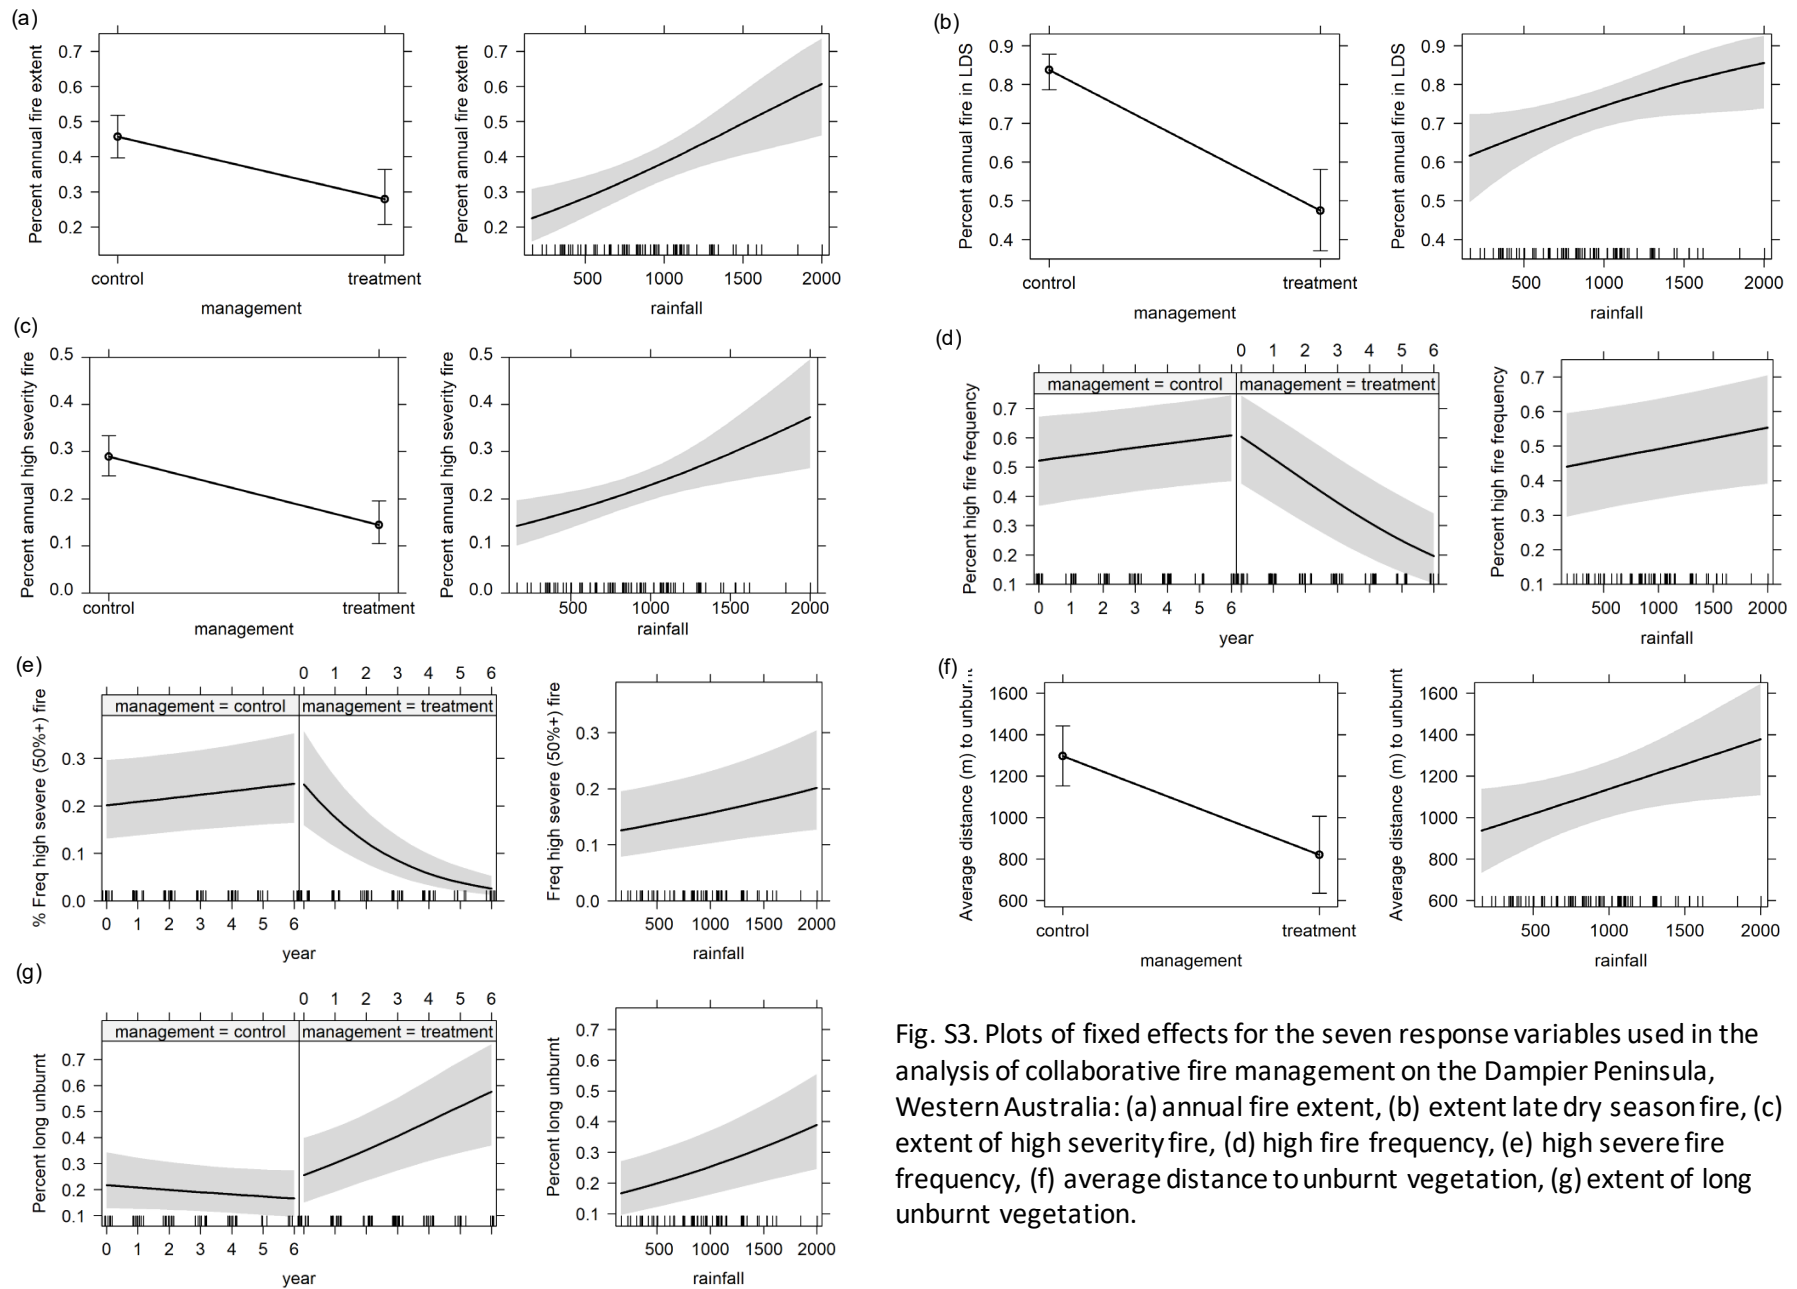 (a)
Percent annual fire extent
0.7
0.6
0.5
0.4
0.3
0.2
control treatment
management
Percent annual fire extent
0.7
0.6
0.5
0.4
0.3
0.2
500 1000 1500 2000
rainfall
(b)
Percent annual fire in LDS
0.9
0.8
0.7
0.6
0.5
0.4
control treatment
management
Percent annual fire in LDS
0.9
0.8
0.7
0.6
0.5
0.4
500 1000 1500 2000
rainfall
(c)
Percent annual high severity fire
0.5
0.4
0.3
0.2
0.1
0.0
control treatment
management
Percent annual high severity fire
0.5
0.4
0.3
0.2
0.1
0.0
500 1000 1500 2000
rainfall
(d)
0 1 2 3 4 5 6
management = control management = treatment
Percent high fire frequency
0.7
0.6
0.5
0.4
0.3
0.2
0.1
0 1 2 3 4 5 6
year
Percent high fire frequency
0.7
0.6
0.5
0.4
0.3
0.2
0.1
500 1000 1500 2000
rainfall
(e)
0 1 2 3 4 5 6
management = control management = treatment
% Freq high severe (50%+) fire
0.3
0.2
0.1
0.0
0 1 2 3 4 5 6
year
Freq high severe (50%+) fire
0.3
0.2
0.1
0.0
500 1000 1500 2000
rainfall
(f)
Average distance (m) to unburnt
1600
1400
1200
1000
800
600
control treatment
management
Average distance (m) to unburnt
1600
1400
1200
1000
800
600
500 1000 1500 2000
rainfall
(g)
0 1 2 3 4 5 6
management = control management = treatment
Percent long unburnt
0.7
0.6
0.5
0.4
0.3
0.2
0.1
0 1 2 3 4 5 6
year
Percent long unburnt
0.7
0.6
0.5
0.4
0.3
0.2
0.1
500 1000 1500 2000
rainfall
Fig. S3. Plots of fixed effects for the seven response variables used in the
analysis of collaborative fire management on the Dampier Peninsula,
Western Australia: (a) annual fire extent, (b) extent late dry season fire, (c)
extent of high severity fire, (d) high fire frequency, (e) high severe fire
frequency, (f) average distance to unburnt vegetation, (g) extent of long
unburnt vegetation.